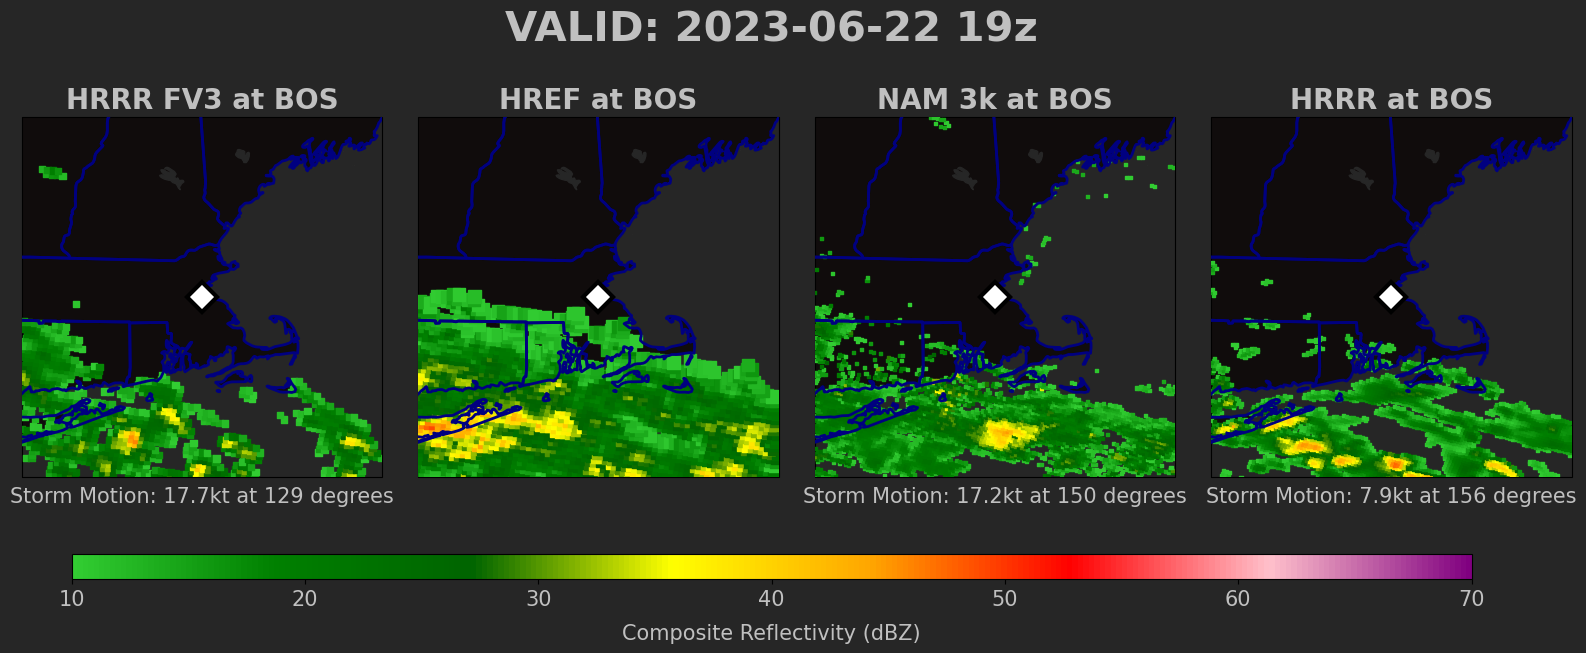 VALID: 2023-06-22 19z
HRRR FV3 at BOS
HREF at BOS
NAM 3k at BOS
HRRR at BOS
Storm Motion: 17.7kt at 129 degrees
Storm Motion: 17.2kt at 150 degrees
Storm Motion: 7.9kt at 156 degrees
10 20 30 40 50 60 70
Composite Reflectivity (dBZ)